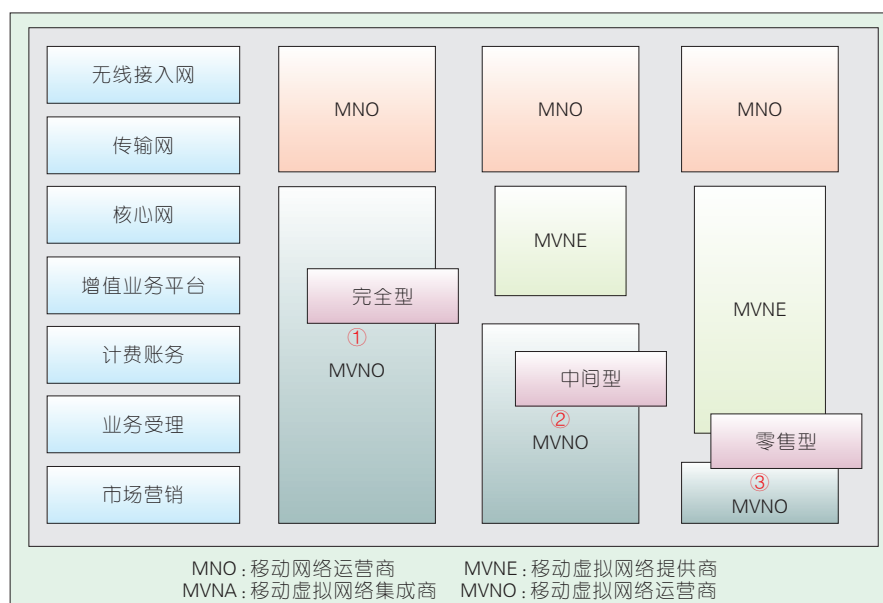 无线接入网
传输网
核心网
增值业务平台
计费账务
业务受理
市场营销
MNO
完全型
①
MVNO
MNO
MVNE
中间型
②
MVNO
MNO
MVNE
零售型
③
MVNO
MNO:移动网络运营商 MVNE:移动虚拟网络提供商
MVNA:移动虚拟网络集成商 MVNO:移动虚拟网络运营商